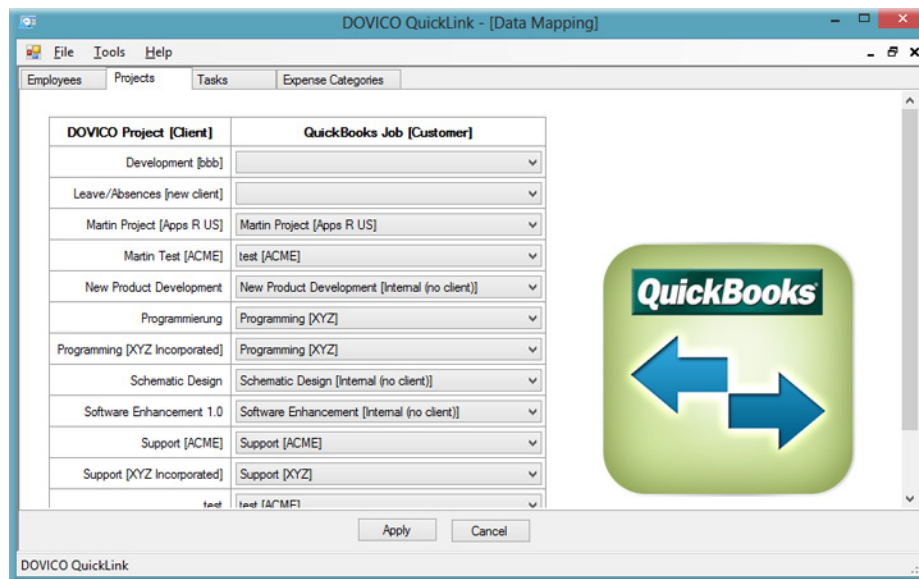 DOVICO QuickLink - [Data Mapping]
File Tools Help
Employees Projects Tasks Expense Categories
DOVICO Project [Client] QuickBooks Job [Customer]
Development [bbb]
Leave/Absences [new client]
Martin Project [Apps R US] Martin Project [Apps R US]
Martin Test [ACME] test [ACME]
New Product Development New Product Development [Internal (no client)]
Programmierung Programming [XYZ]
Programming [XYZ Incorporated] Programming [XYZ]
Schematic Design Schematic Design [Internal (no client)]
Software Enhancement 1.0 Software Enhancement [Internal (no client)]
Support [ACME] Support [ACME]
Support [XYZ Incorporated] Support [XYZ]
test test [ACME]
QuickBooks
Apply Cancel
DOVICO QuickLink